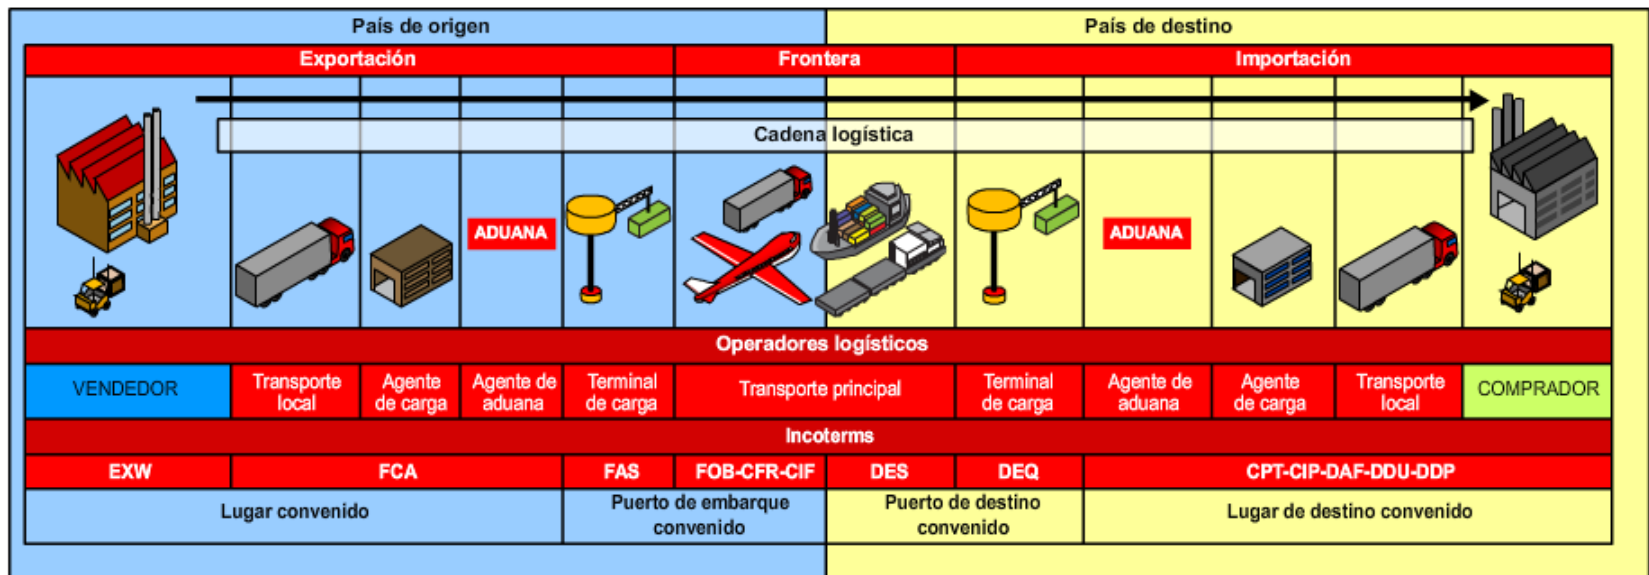 País de origen
País de destino
Exportación
Frontera
Importación
Cadena logística
ADUANA
ADUANA
Operadores logísticos
VENDEDOR
Transporte
local
Agente
de carga
Agente de
aduana
Terminal
de carga
Transporte principal
Terminal
de carga
Agente de
aduana
Agente
de carga
Transporte
local
COMPRADOR
Incoterms
EXW
FCA
FAS
FOB-CFR-CIF
DES
DEQ
CPT-CIP-DAF-DDU-DDP
Lugar convenido
Puerto de embarque
convenido
Puerto de destino
convenido
Lugar de destino convenido